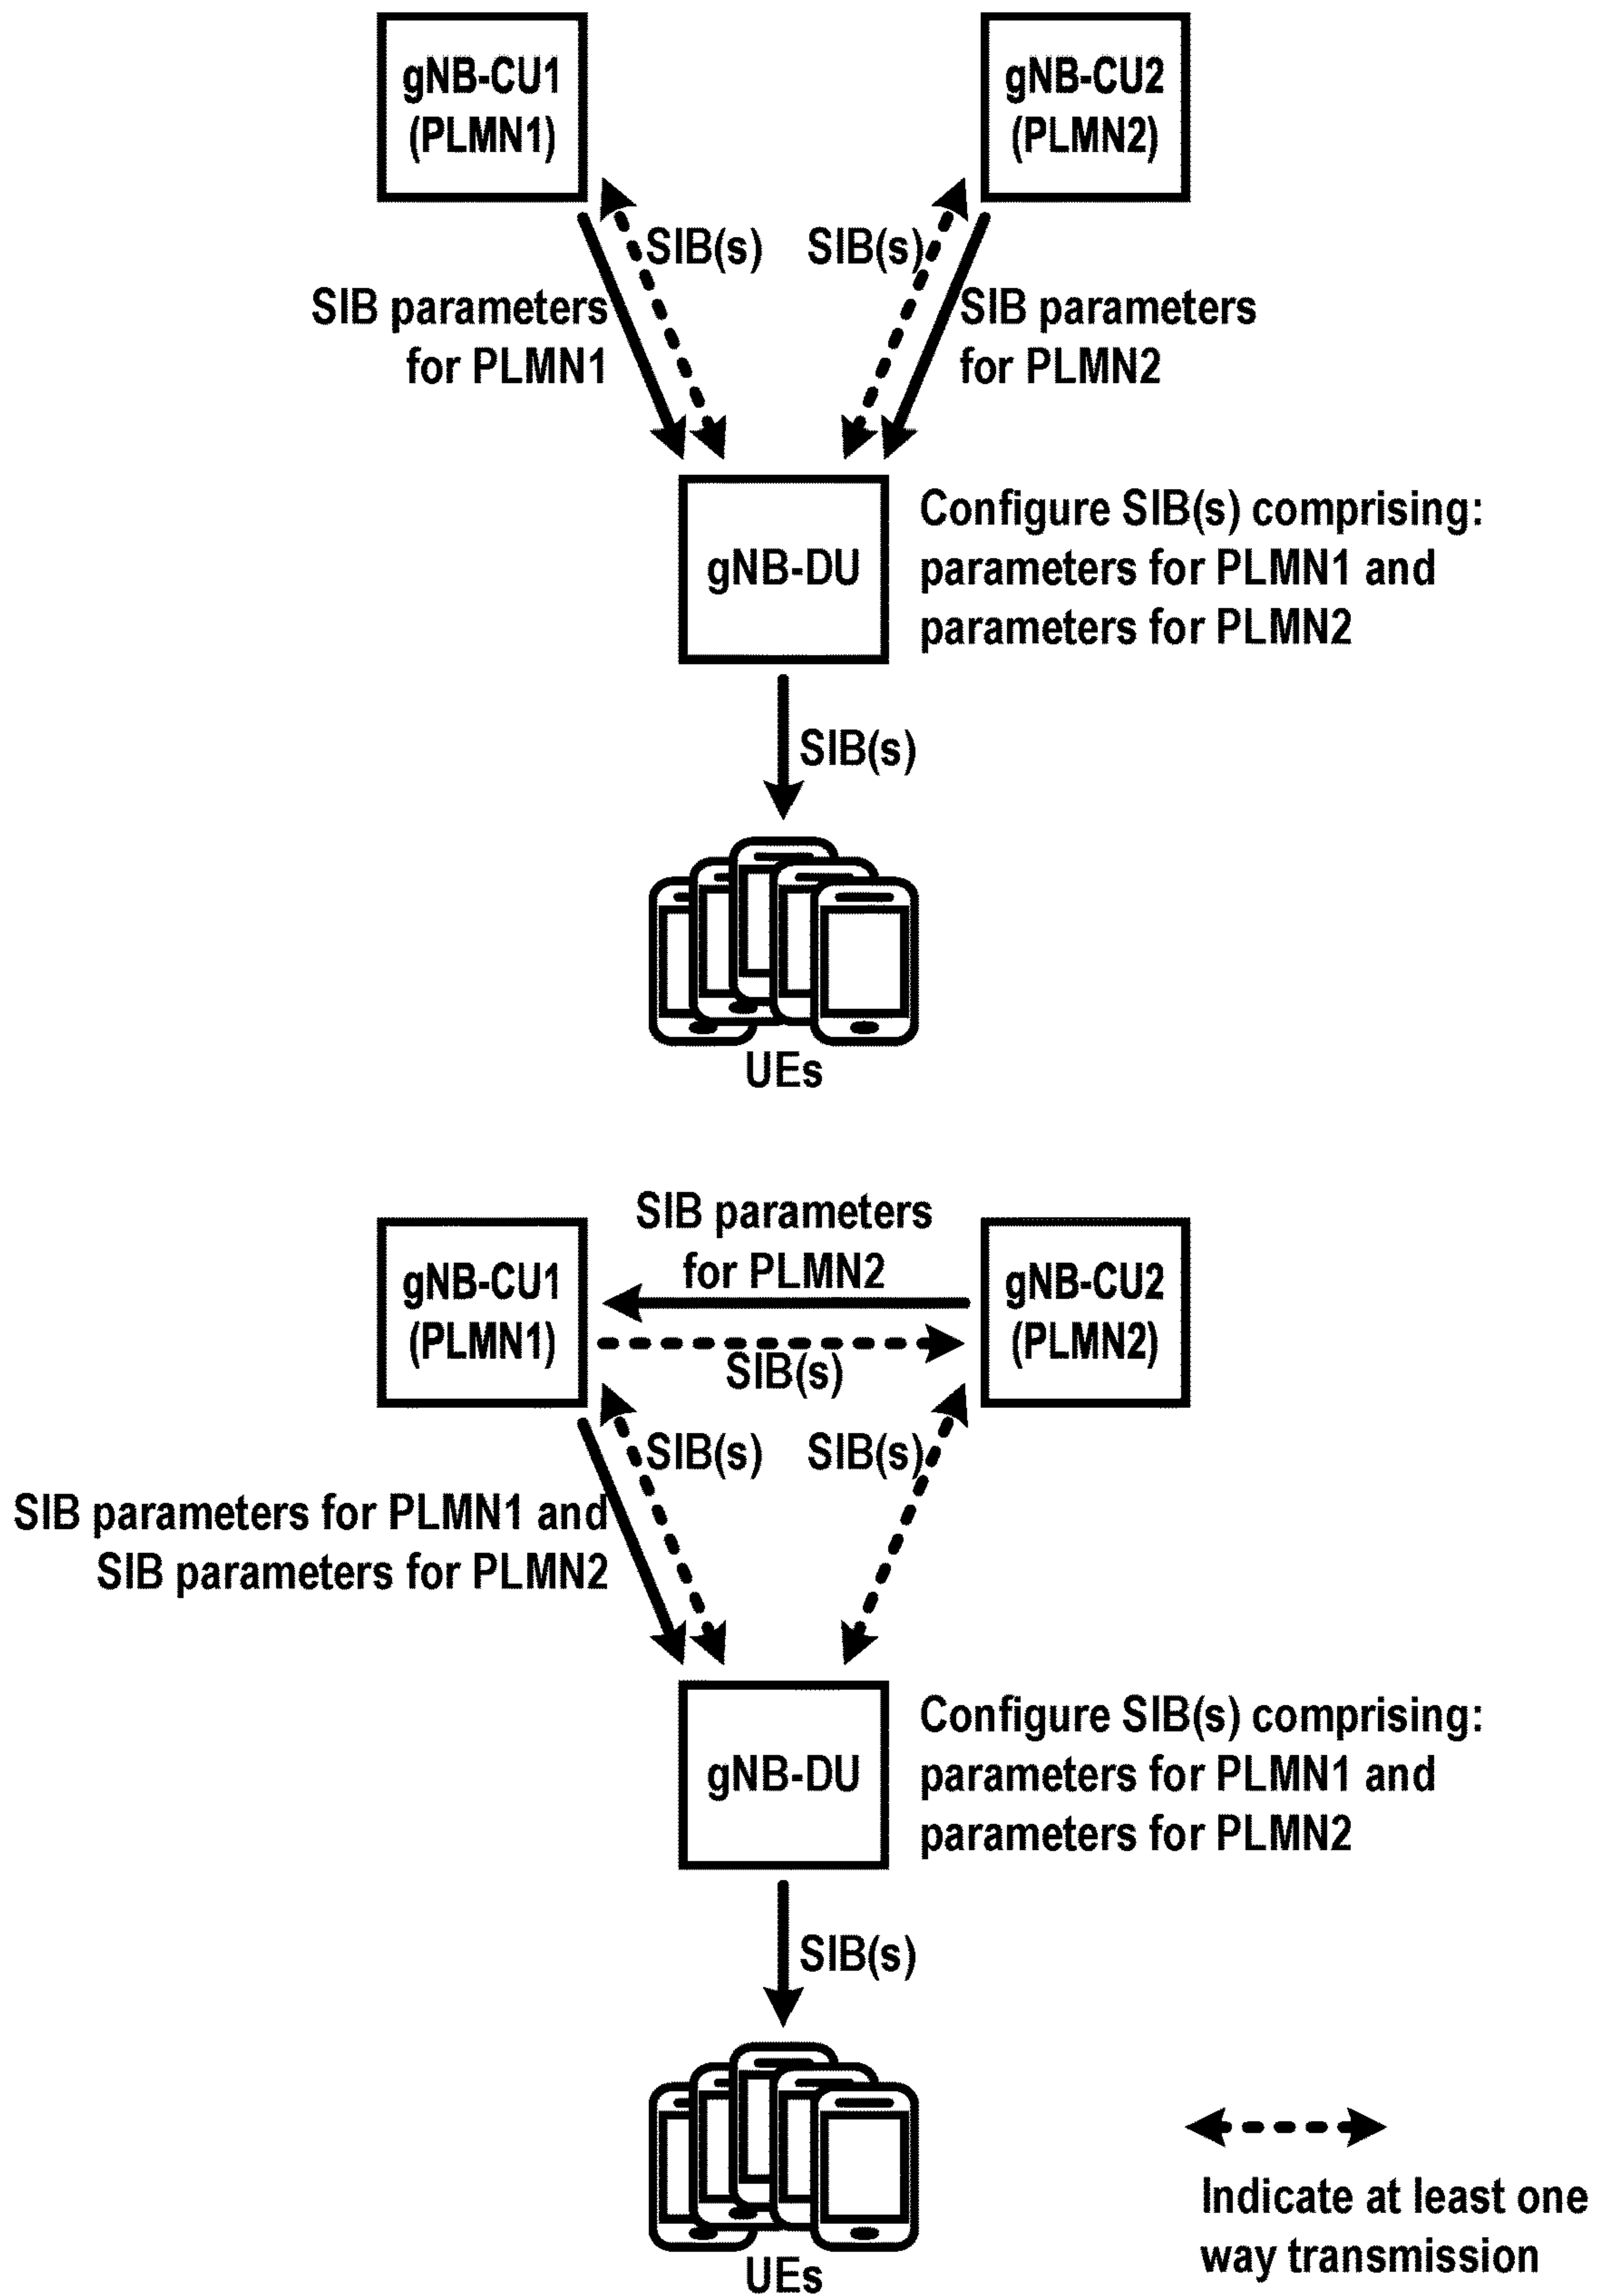 gNB-CU1
(PLMN1)
gNB-CU2
(PLMN2)
SIB(s)
SIB(s)
SIB parameters
for PLMN1
SIB parameters
for PLMN2
gNB-DU
Configure SIB(s) comprising:
parameters for PLMN1 and
parameters for PLMN2
SIB(s)
UEs
SIB parameters
for PLMN2
gNB-CU1
(PLMN1)
gNB-CU2
(PLMN2)
SIB(s)
SIB(s)
SIB(s)
SIB parameters for PLMN1 and
SIB parameters for PLMN2
gNB-DU
Configure SIB(s) comprising:
parameters for PLMN1 and
parameters for PLMN2
SIB(s)
UEs
Indicate at least one
way transmission